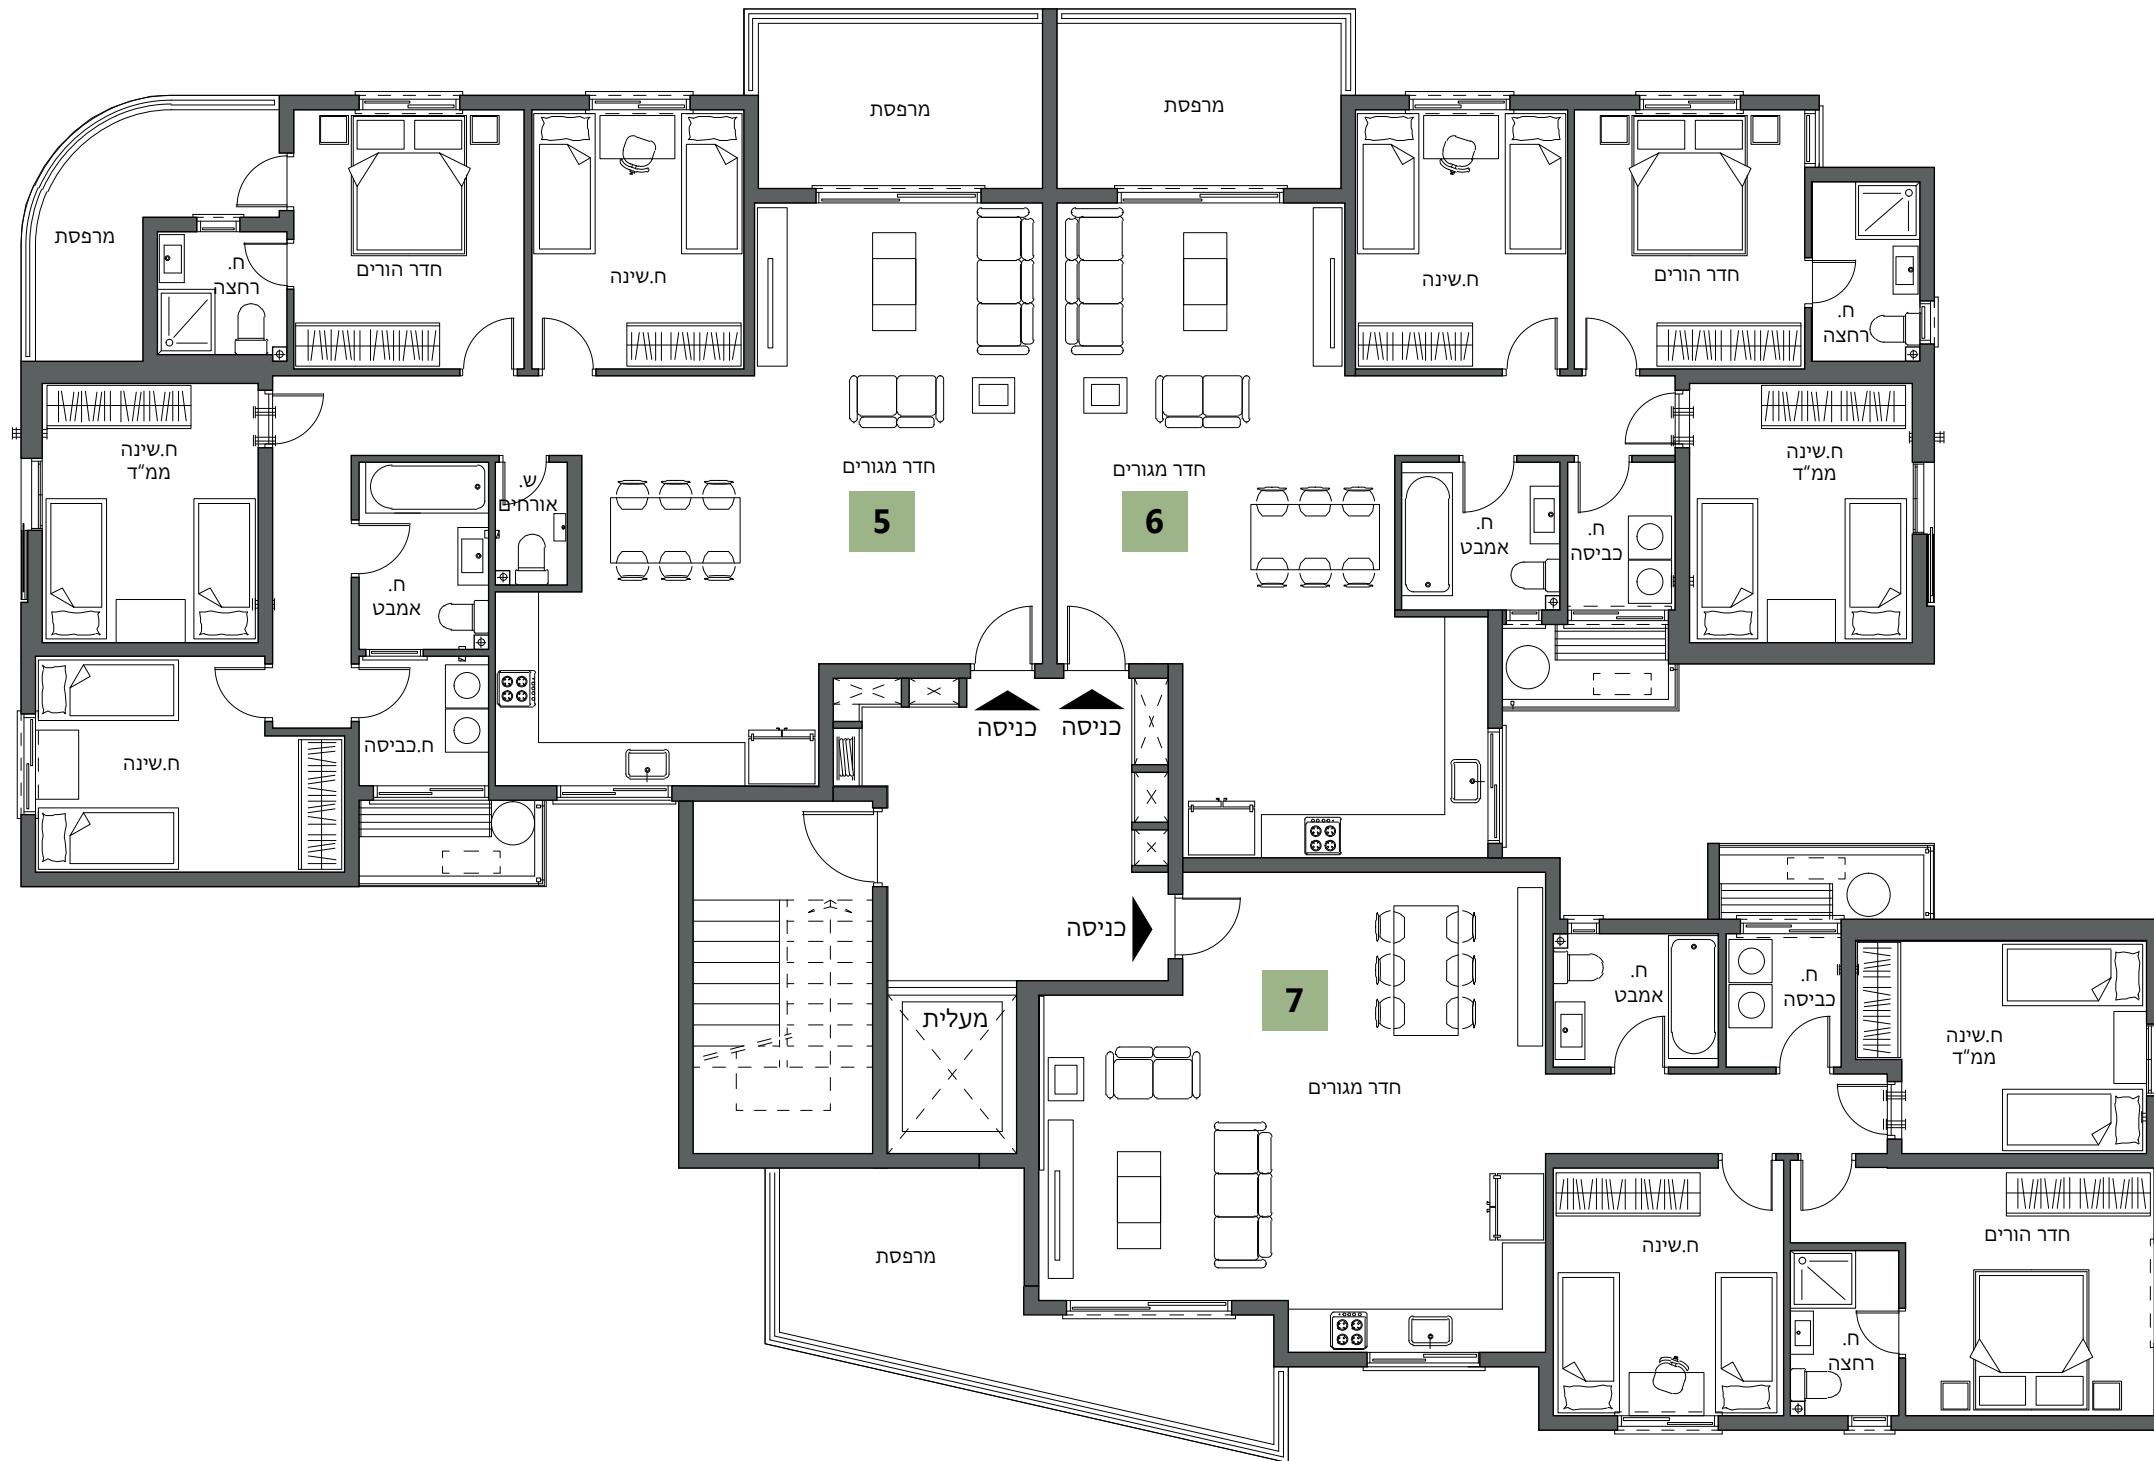 מרפסת
מרפסת
מרפסת
ח.
רחצה
חדר הורים
ח.שינה
ח.שינה
חדר הורים
ח.
רחצה
ח.שינה
ממ"ד
ש.
אורחים
חדר מגורים
5
חדר מגורים
6
ח.
אמבט
ח.
כביסה
ח.שינה
ממ"ד
ח.
אמבט
ח.שינה
ח.כביסה
כניסה
כניסה
כניסה
מעלית
7
חדר מגורים
ח.
אמבט
ח.
כביסה
ח.שינה
ממ"ד
מרפסת
ח.שינה
חדר הורים
ח.
רחצה